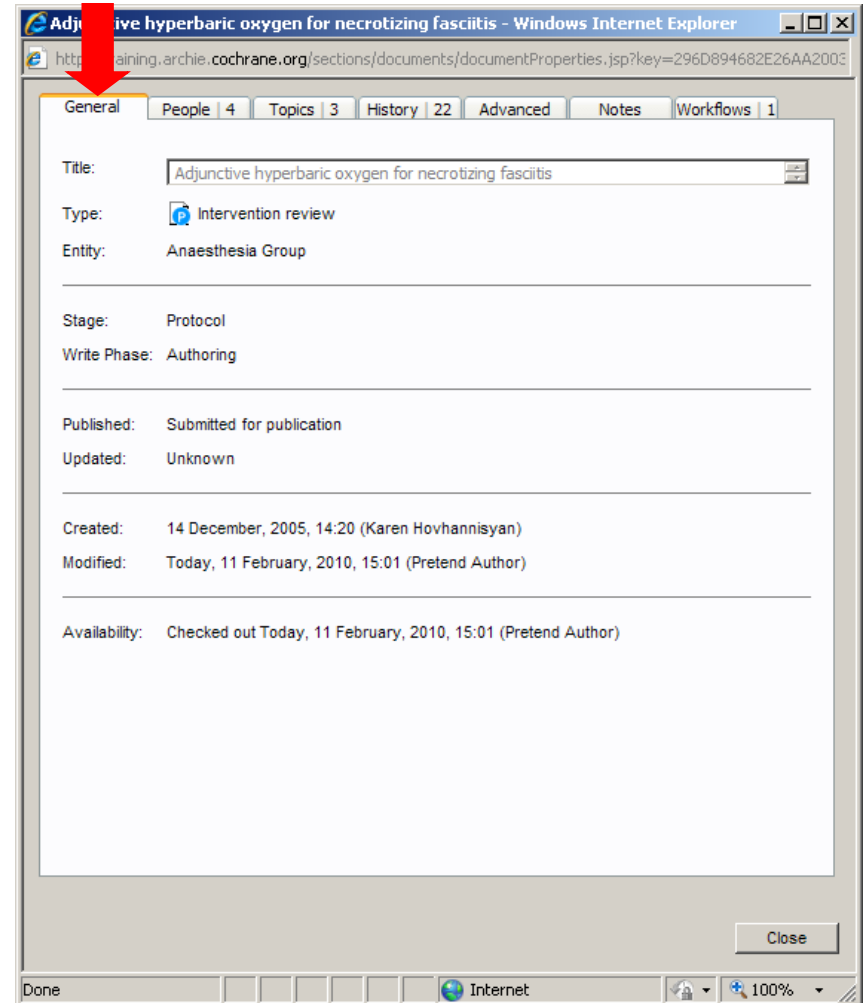 Adju ive hyperbaric oxygen for necrotizing fasciitis - Windows Internet Explorer
http aining.archie.cochrane.org/sections/documents/documentProperties.jsp?key=296D894682E26AA2003
General People | 4 Topics | 3 History | 22 Advanced Notes Workflows | 1
Title: Adjunctive hyperbaric oxygen for necrotizing fasciitis
Type: P Intervention review
Entity: Anaesthesia Group
Stage: Protocol
Write Phase: Authoring
Published: Submitted for publication
Updated: Unknown
Created: 14 December, 2005, 14:20 (Karen Hovhannisyan)
Modified: Today, 11 February, 2010, 15:01 (Pretend Author)
Availability: Checked out Today, 11 February, 2010, 15:01 (Pretend Author)
Close
Done Internet 100%